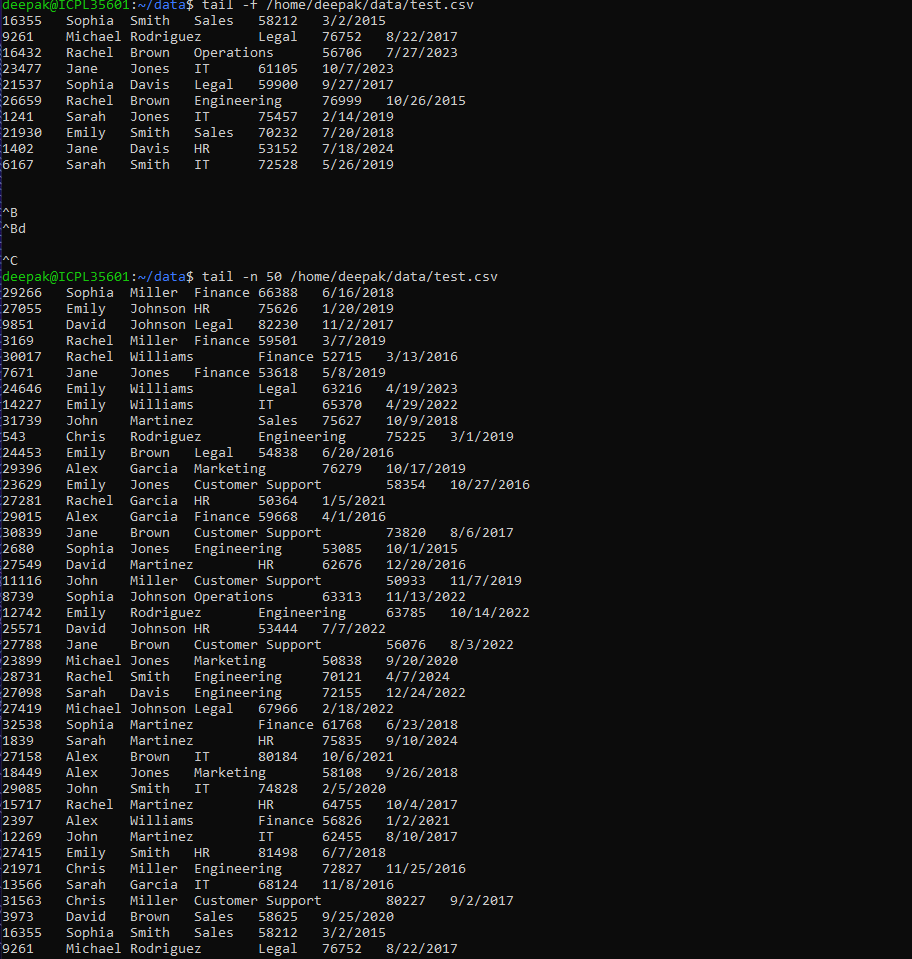 deepak@ICPL35601:~/data$ tail -f /home/deepak/data/test.csv
16355 Sophia Smith Sales 58212 3/2/2015
9261 Michael Rodriguez Legal 76752 8/22/2017
16432 Rachel Brown Operations 56706 7/27/2023
23477 Jane Jones IT 61105 10/7/2023
21537 Sophia Davis Legal 59900 9/27/2017
26659 Rachel Brown Engineering 76999 10/26/2015
1241 Sarah Jones IT 75457 2/14/2019
21930 Emily Smith Sales 70232 7/20/2018
1402 Jane Davis HR 53152 7/18/2024
6167 Sarah Smith IT 72528 5/26/2019
^B
^Bd
^C
deepak@ICPL35601:~/data$ tail -n 50 /home/deepak/data/test.csv
29266 Sophia Miller Finance 66388 6/16/2018
27055 Emily Johnson HR 75626 1/20/2019
9851 David Johnson Legal 82230 11/2/2017
3169 Rachel Miller Finance 59501 3/7/2019
30017 Rachel Williams Finance 52715 3/13/2016
7671 Jane Jones Finance 53618 5/8/2019
24646 Emily Williams Legal 63216 4/19/2023
14227 Emily Williams IT 65370 4/29/2022
31739 John Martinez Sales 75627 10/9/2018
543 Chris Rodriguez Engineering 75225 3/1/2019
24453 Emily Brown Legal 54838 6/20/2016
29396 Alex Garcia Marketing 76279 10/17/2019
23629 Emily Jones Customer Support 58354 10/27/2016
27281 Rachel Garcia HR 50364 1/5/2021
29015 Alex Garcia Finance 59668 4/1/2016
30839 Jane Brown Customer Support 73820 8/6/2017
2680 Sophia Jones Engineering 53085 10/1/2015
27549 David Martinez HR 62676 12/20/2016
11116 John Miller Customer Support 50933 11/7/2019
8739 Sophia Johnson Operations 63313 11/13/2022
12742 Emily Rodriguez Engineering 63785 10/14/2022
25571 David Johnson HR 53444 7/7/2022
27788 Jane Brown Customer Support 56076 8/3/2022
23899 Michael Jones Marketing 50838 9/20/2020
28731 Rachel Smith Engineering 70121 4/7/2024
27098 Sarah Davis Engineering 72155 12/24/2022
27419 Michael Johnson Legal 67966 2/18/2022
32538 Sophia Martinez Finance 61768 6/23/2018
1839 Sarah Martinez HR 75835 9/10/2024
27158 Alex Brown IT 80184 10/6/2021
18449 Alex Jones Marketing 58108 9/26/2018
29085 John Smith IT 74828 2/5/2020
15717 Rachel Martinez HR 64755 10/4/2017
2397 Alex Williams Finance 56826 1/2/2021
12269 John Martinez IT 62455 8/10/2017
27415 Emily Smith HR 81498 6/7/2018
21971 Chris Miller Engineering 72827 11/25/2016
13566 Sarah Garcia IT 68124 11/8/2016
31563 Chris Miller Customer Support 80227 9/2/2017
3973 David Brown Sales 58625 9/25/2020
16355 Sophia Smith Sales 58212 3/2/2015
9261 Michael Rodriguez Legal 76752 8/22/2017